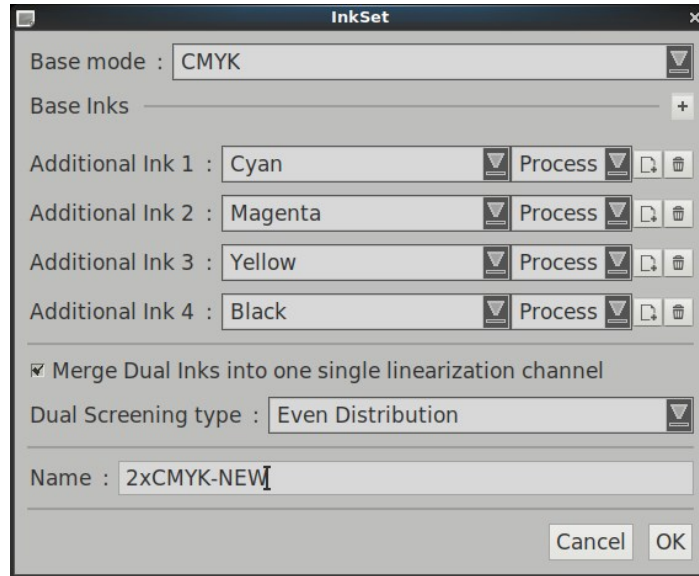 InkSet
Base mode : CMYK
Base Inks
Additional Ink 1 : Cyan Process
Additional Ink 2 : Magenta Process
Additional Ink 3 : Yellow Process
Additional Ink 4 : Black Process
Merge Dual Inks into one single linearization channel
Dual Screening type : Even Distribution
Name : 2xCMYK-NEW
Cancel OK